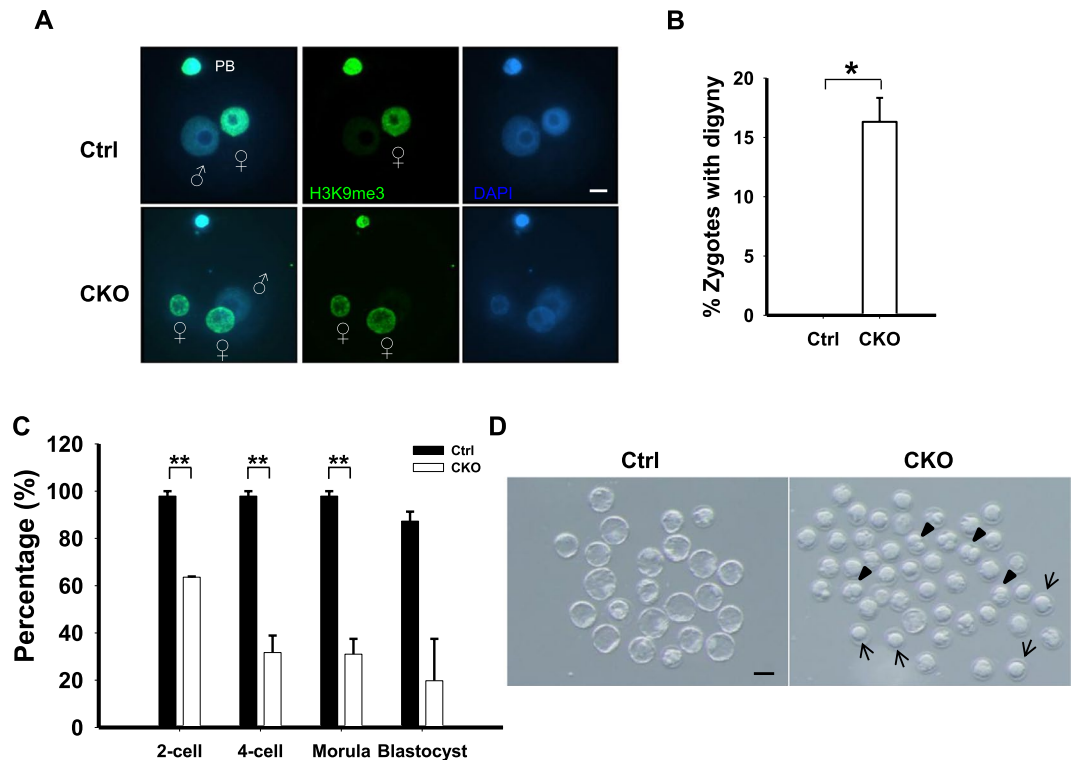 A
PB
Ctrl
♂
♀
♀
H3K9me3
DAPI
CKO
♂
♀
♀
♀
♀
B
% Zygotes with digyny
20
15
10
5
0
*
Ctrl
CKO
C
Percentage (%)
120
100
80
60
40
20
0
**
**
**
Ctrl
CKO
2-cell
4-cell
Morula
Blastocyst
D
Ctrl
CKO